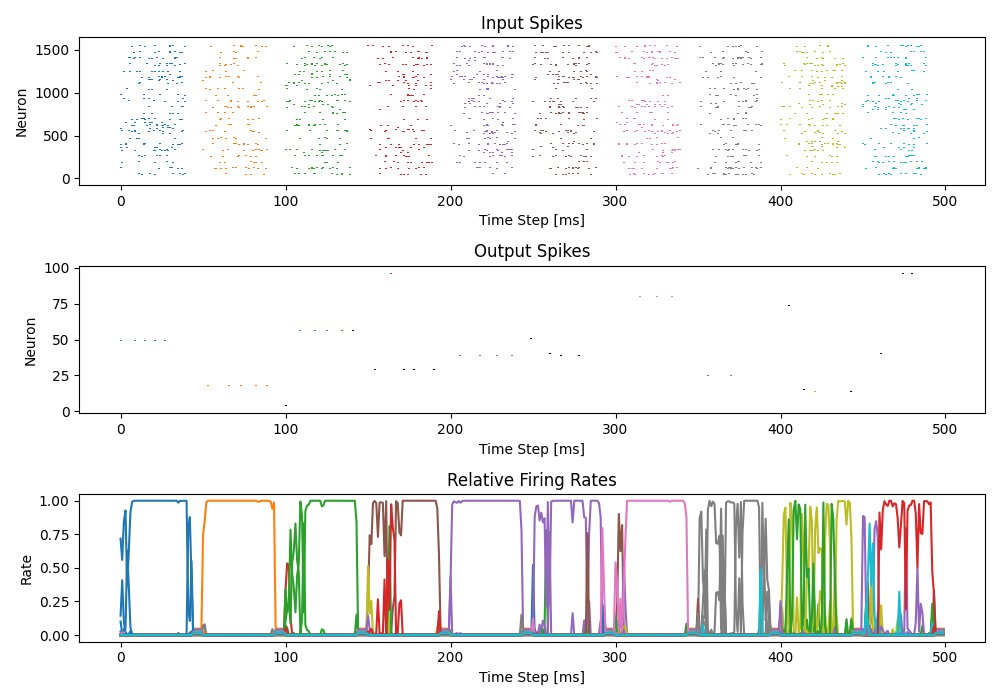 Input Spikes
1500
1000
500
0
Neuron
0 100 200 300 400 500
Time Step [ms]
Output Spikes
100
75
50
25
0
Neuron
0 100 200 300 400 500
Time Step [ms]
Relative Firing Rates
1.00
0.75
0.50
0.25
0.00
Rate
0 100 200 300 400 500
Time Step [ms]